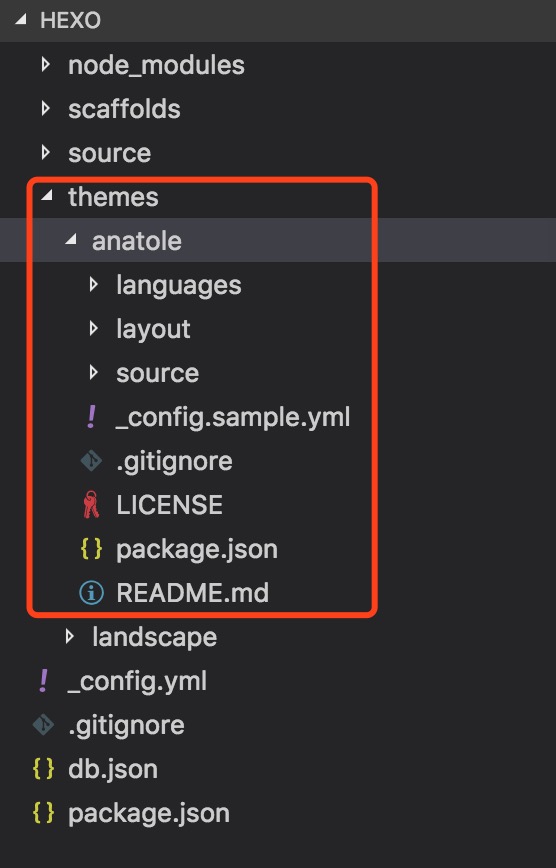 HEXO
node_modules
scaffolds
source
themes
anatole
languages
layout
source
_config.sample.yml
.gitignore
LICENSE
package.json
README.md
landscape
_config.yml
.gitignore
db.json
package.json